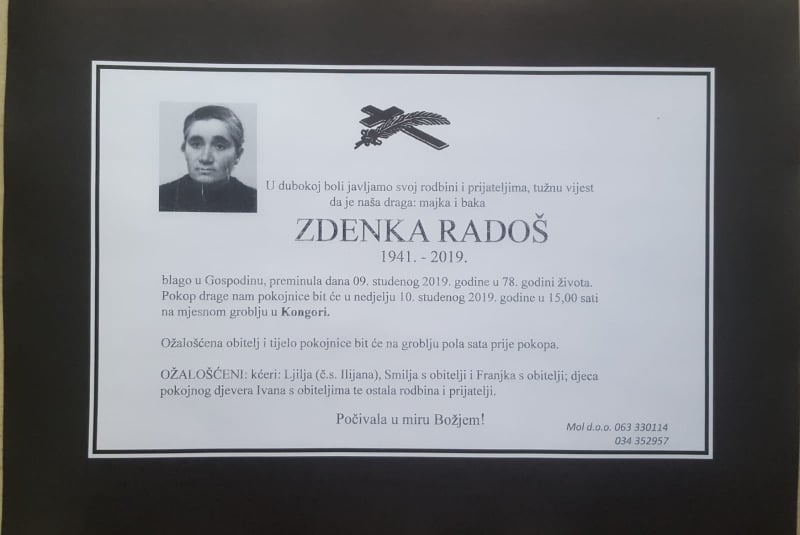 U dubokoj boli javljamo svoj rodbini i prijateljima, tužnu vijest
da je naša draga: majka i baka
ZDENKA RADOŠ
1941. - 2019.
blago u Gospodinu, preminula dana 09. studenog 2019. godine u 78. godini života.
Pokop drage nam pokojnice bit će u nedjelju 10. studenog 2019. godine u 15,00 sati
na mjesnom groblju u Kongori.
Ožalošćena obitelj i tijelo pokojnice bit će na groblju pola sata prije pokopa.
OŽALOŠĆENI: kćeri: Ljilja (č.s. Ilijana), Smilja s obitelji i Franjka s obitelji; djeca
pokojnog djevera Ivana s obiteljima te ostala rodbina i prijatelji.
Počivala u miru Božjem!
Mol d.o.o. 063 330114
034 352957